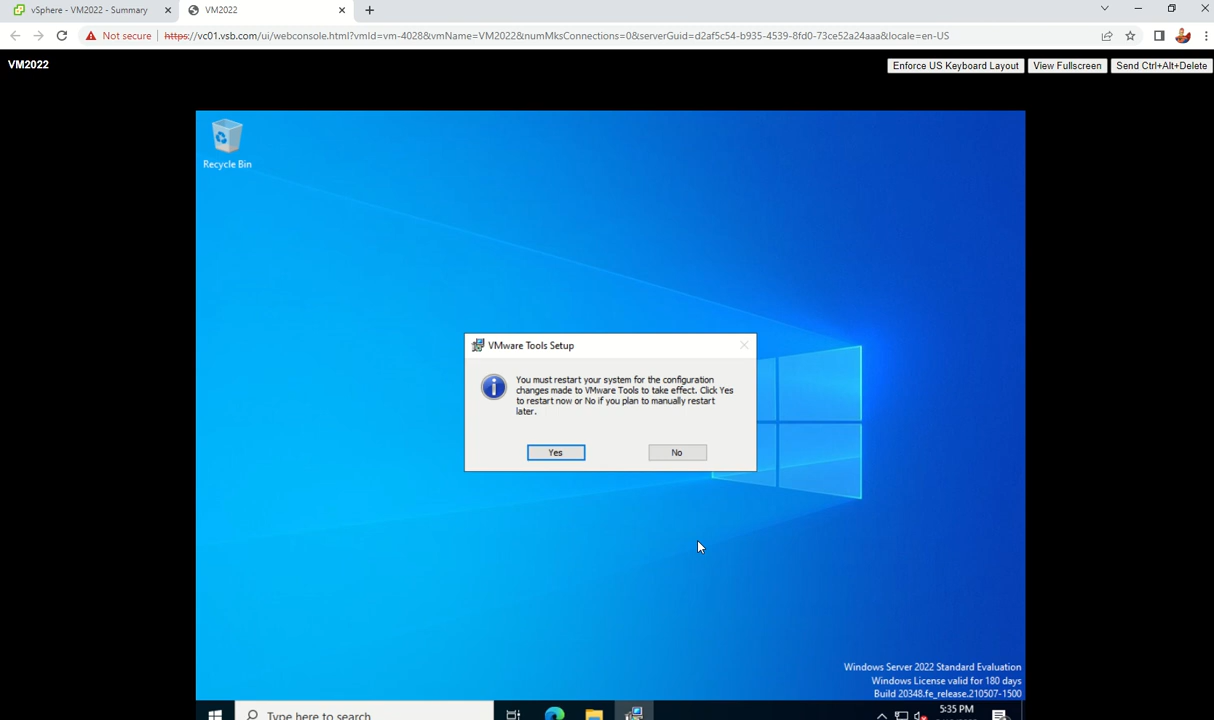 vSphere - VM2022 - Summary
VM2022
Not secure
https://vc01.vsb.com/ui/webconsole.html?vmId=vm-4028&vmName=VM2022&numMksConnections=0&serverGuid=d2af5c54-b935-4539-8fd0-73ce52a24aaa&locale=en-US
VM2022
Enforce US Keyboard Layout
View Fullscreen
Send Ctrl+Alt+Delete
Recycle Bin
VMware Tools Setup
You must restart your system for the configuration
changes made to VMware Tools to take effect. Click Yes
to restart now or No if you plan to manually restart
later.
Yes
No
Windows Server 2022 Standard Evaluation
Windows License valid for 180 days
Build 20348.fe_release.210507-1500
Type here to search
5:35 PM